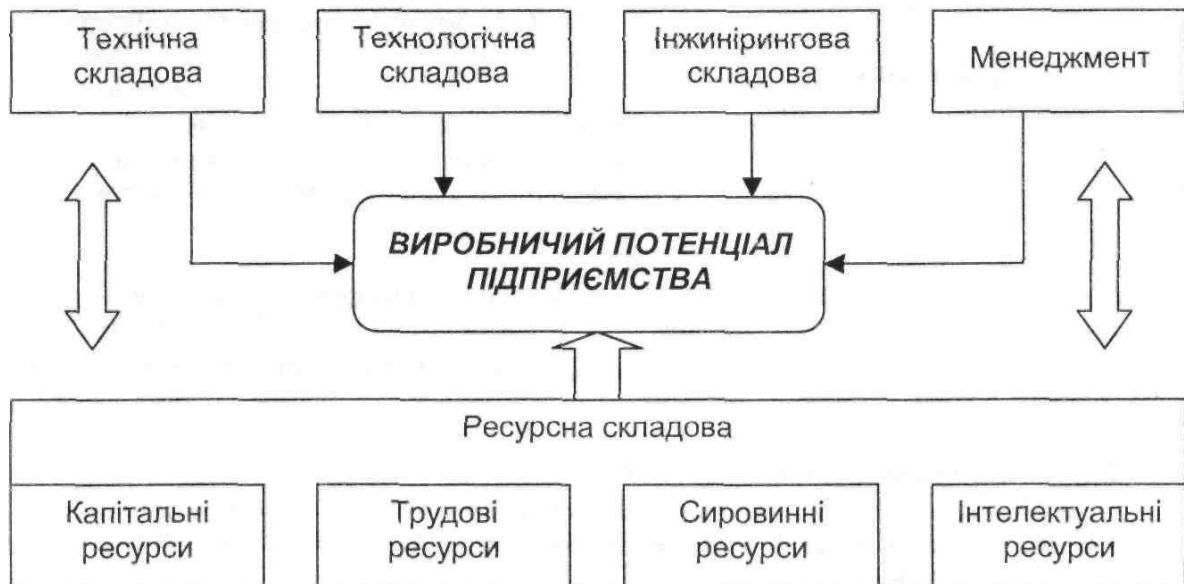 Технічна
складова
Технологічна
складова
Інжинірингова
складова
Менеджмент
ВИРОБНИЧИЙ ПОТЕНЦІАЛ
ПІДПРИЄМСТВА
Ресурсна складова
Капітальні
ресурси
Трудові
ресурси
Сировинні
ресурси
Інтелектуальні
ресурси